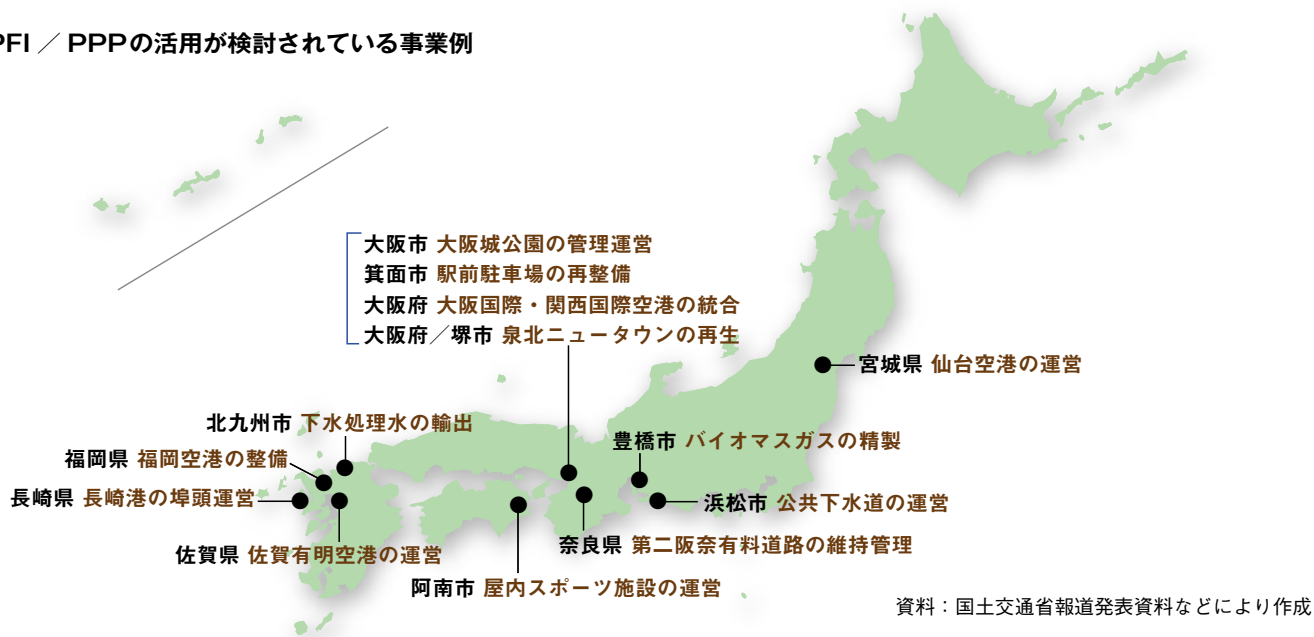 PFI ／ PPPの活用が検討されている事業例
大阪市 大阪城公園の管理運営
箕面市 駅前駐車場の再整備
大阪府 大阪国際・関西国際空港の統合
大阪府／堺市 泉北ニュータウンの再生
宮城県 仙台空港の運営
北九州市 下水処理水の輸出
豊橋市 バイオマスガスの精製
福岡県 福岡空港の整備
長崎県 長崎港の埠頭運営
浜松市 公共下水道の運営
奈良県 第二阪奈有料道路の維持管理
佐賀県 佐賀有明空港の運営
阿南市 屋内スポーツ施設の運営
資料：国土交通省報道発表資料などにより作成